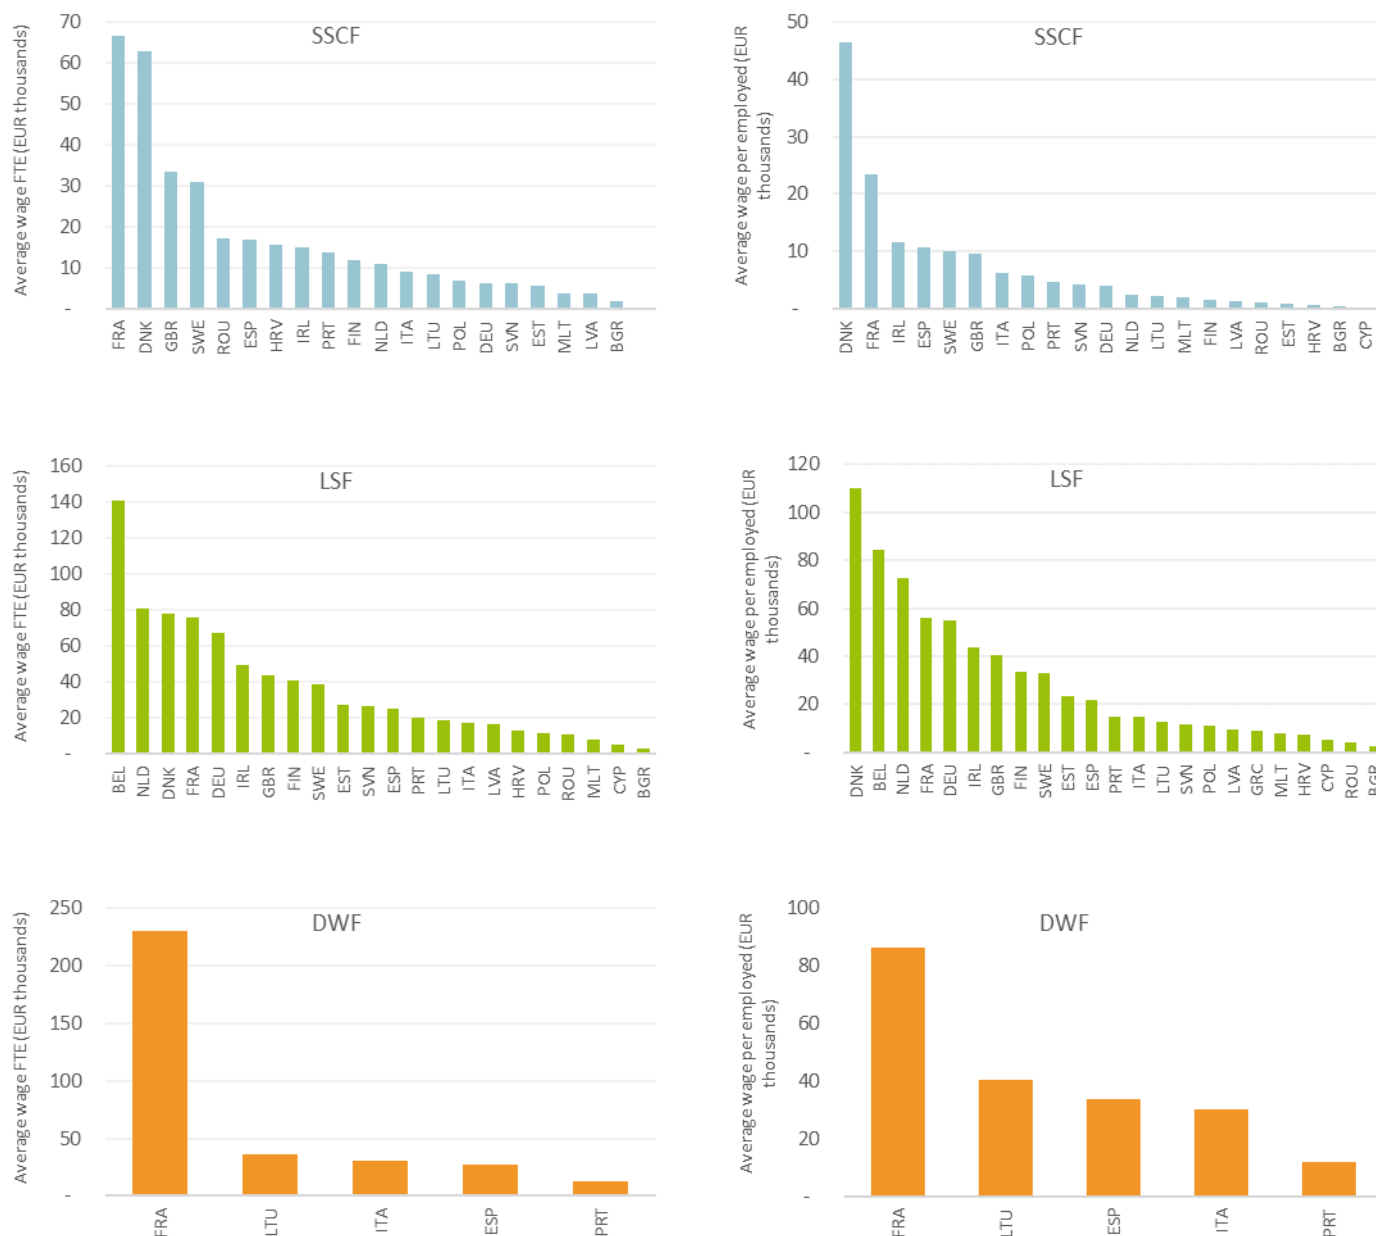 SSCF
Average wage FTE (EUR thousands)
70
60
50
40
30
20
10
-
FRA DNK GBR SWE ROU ESP HRV IRL PRT FIN NLD ITA LTU POL DEU SVN EST MLT LVA BGR
SSCF
Average wage per employed (EUR
thousands)
50
40
30
20
10
-
DNK FRA IRL ESP SWE GBR ITA POL PRT SVN DEU NLD LTU MLT FIN LVA ROU EST HRV BGR CYP
LSF
Average wage FTE (EUR thousands)
160
140
120
100
80
60
40
20
-
BEL NLD DNK FRA DEU IRL GBR FIN SWE EST SVN ESP PRT LTU ITA LVA HRV POL ROU MLT CYP BGR
LSF
Average wage per employed (EUR
thousands)
120
100
80
60
40
20
-
DNK BEL NLD FRA DEU IRL GBR FIN SWE EST ESP PRT ITA LTU SVN POL LVA GRC MLT HRV CYP ROU BGR
DWF
Average wage FTE (EUR thousands)
250
200
150
100
50
-
FRA LTU ITA ESP PRT
DWF
Average wage per employed (EUR
thousands)
100
80
60
40
20
-
FRA LTU ESP ITA PRT